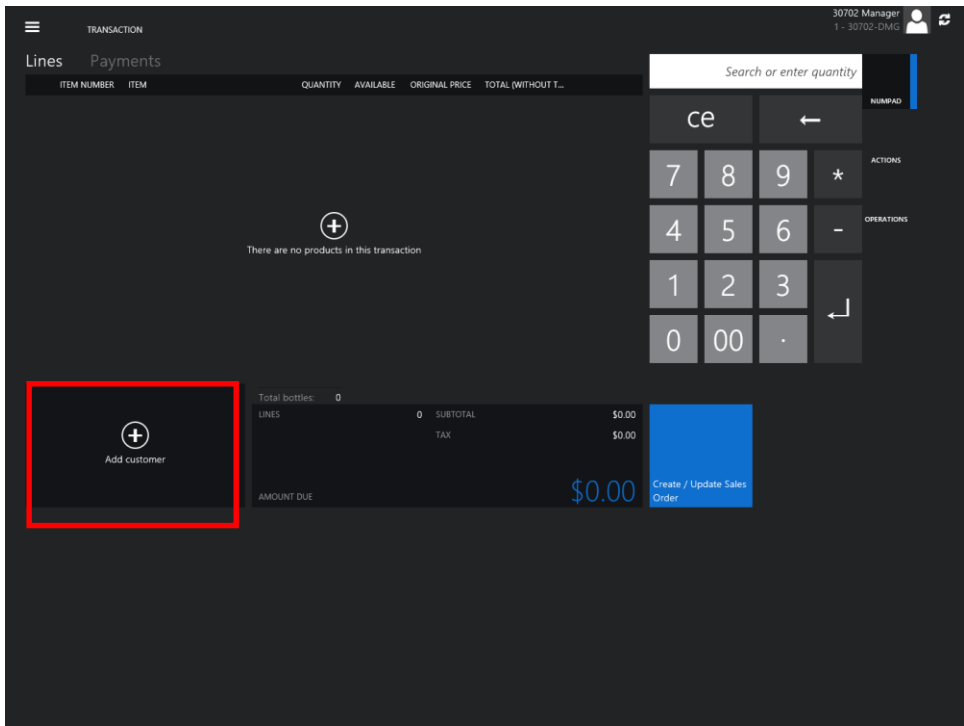 30702 Manager
1 - 30702-DMG
TRANSACTION
Lines Payments
ITEM NUMBER ITEM QUANTITY AVAILABLE ORIGINAL PRICE TOTAL (WITHOUT T...
Search or enter quantity
NUMPAD
ce
7 8 9 *
ACTIONS
4 5 6 -
OPERATIONS
There are no products in this transaction
1 2 3
0 00 .
Total bottles: 0
LINES 0 SUBTOTAL $0.00
TAX $0.00
Add customer
AMOUNT DUE $0.00
Create / Update Sales
Order